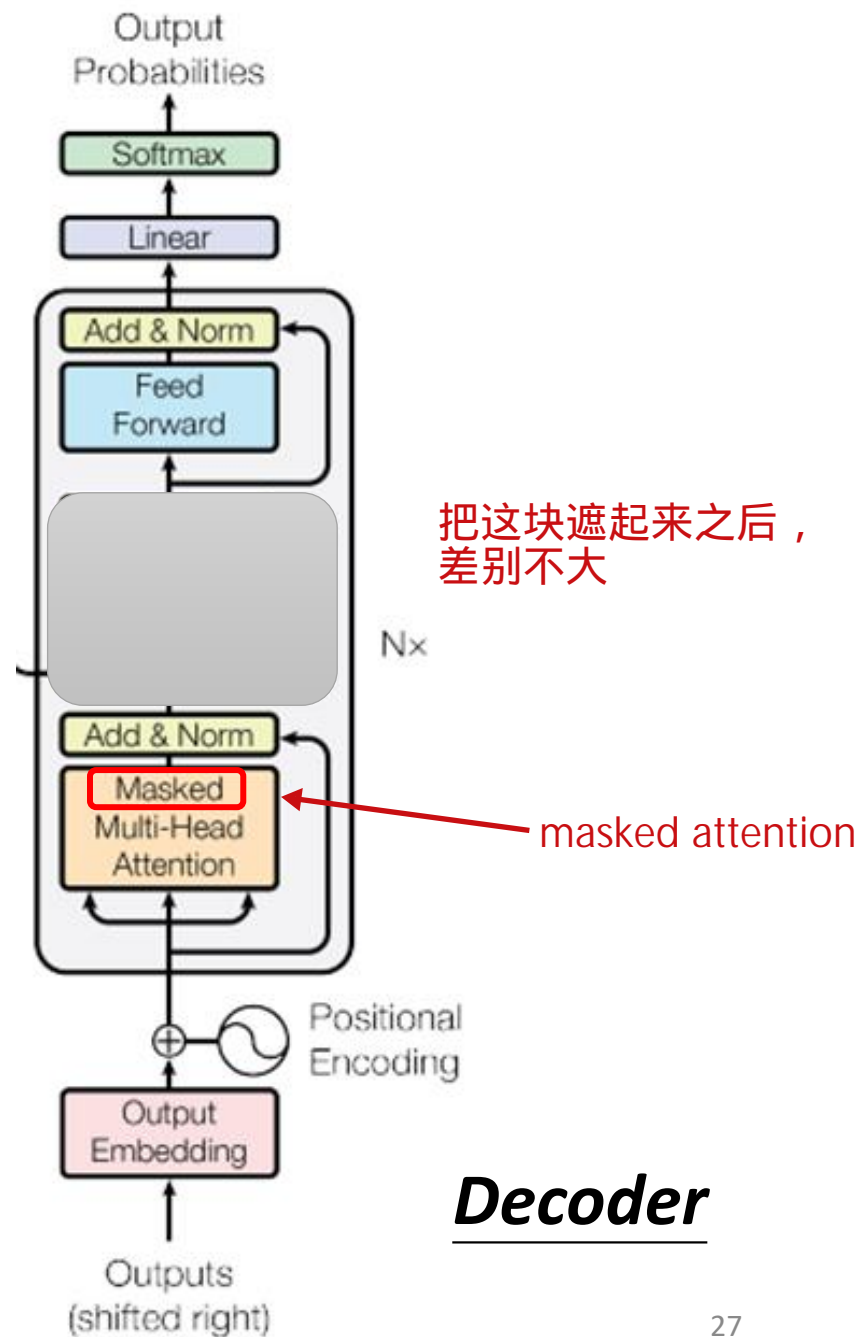 Output
Probabilities
Softmax
Linear
Add & Norm
Feed
Forward
把这块遮起来之后，
差别不大
N×
Add & Norm
Masked
Multi-Head
Attention
masked attention
Positional
Encoding
Output
Embedding
Decoder
Outputs
(shifted right)
27